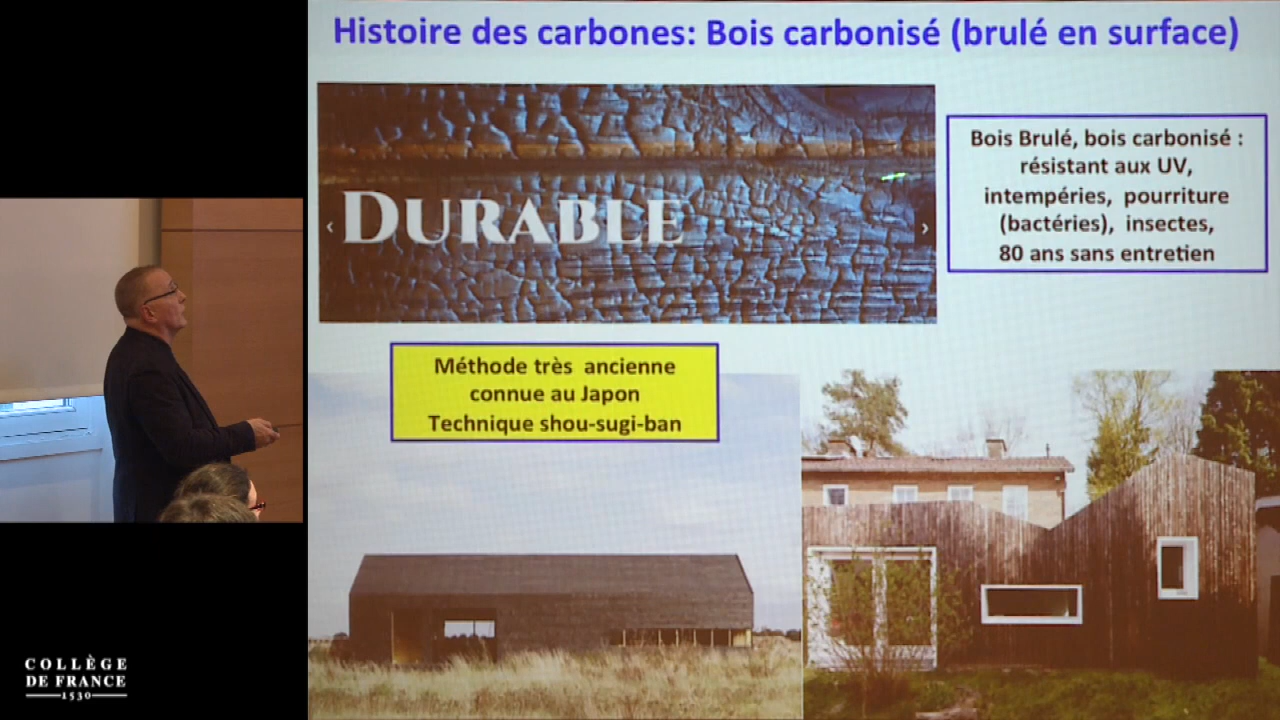 Histoire des carbones: Bois carbonisé (brulé en surface)
DURABLE
Bois Brulé, bois carbonisé :
résistant aux UV,
intempéries, pourriture
(bactéries), insectes,
80 ans sans entretien
Méthode très ancienne
connue au Japon
Technique shou-sugi-ban
COLLÈGE
DE FRANCE
1530